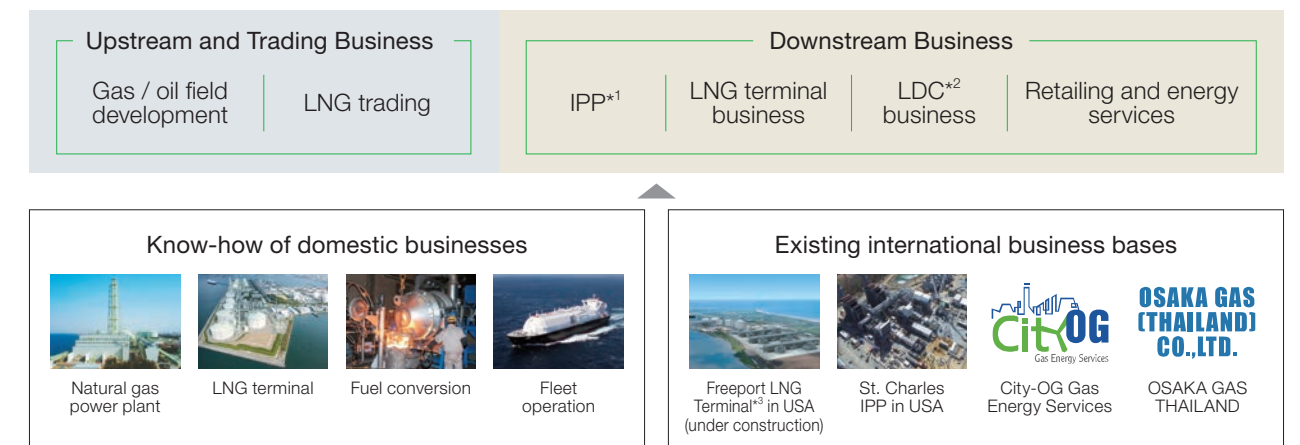 Upstream and Trading Business
Gas / oil field
development
LNG trading
Downstream Business
IPP*1
LNG terminal
business
LDC*2
business
Retailing and energy
services
Know-how of domestic businesses
Natural gas
power plant
LNG terminal
Fuel conversion
Fleet
operation
Existing international business bases
Freeport LNG
Terminal*3 in USA
(under construction)
St. Charles
IPP in USA
City OG
Gas Energy Services
City-OG Gas
Energy Services
OSAKA GAS
(THAILAND)
CO.,LTD.
OSAKA GAS
THAILAND